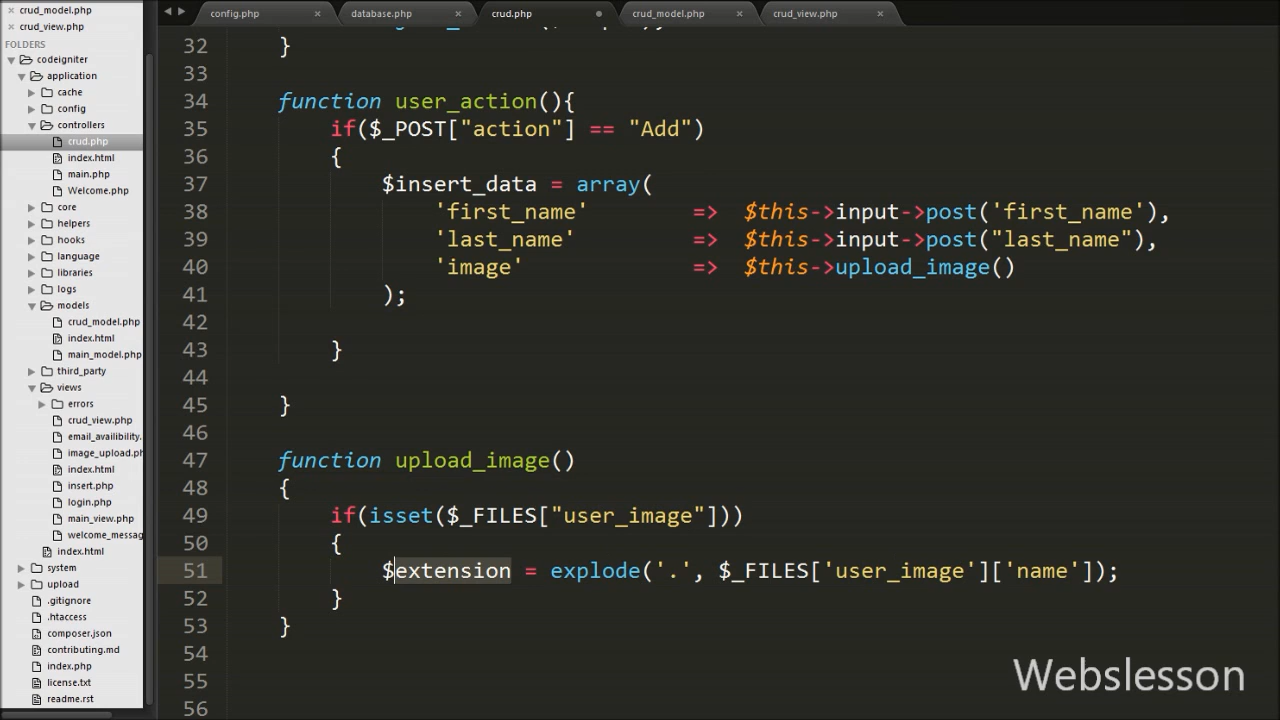 crud_model.php
crud_view.php
FOLDERS
codeigniter
application
cache
config
controllers
crud.php
index.html
main.php
Welcome.php
core
helpers
hooks
language
libraries
logs
models
crud_model.php
index.html
main_model.php
third_party
views
errors
crud_view.php
email_availibility.
image_upload.ph
index.html
insert.php
login.php
main_view.php
welcome_messag
index.html
system
upload
.gitignore
.htaccess
composer.json
contributing.md
index.php
license.txt
readme.rst
config.php
database.php
crud.php
crud_model.php
crud_view.php
32 }
33
34 function user_action(){
35 if($_POST["action"] == "Add")
36 {
37 $insert_data = array(
38 'first_name' => $this->input->post('first_name'),
39 'last_name' => $this->input->post("last_name"),
40 'image' => $this->upload_image()
41 );
42
43 }
44
45 }
46
47 function upload_image()
48 {
49 if(isset($_FILES["user_image"]))
50 {
51 $extension = explode('.', $_FILES['user_image']['name']);
52 }
53 }
54
55
56
Webslesson